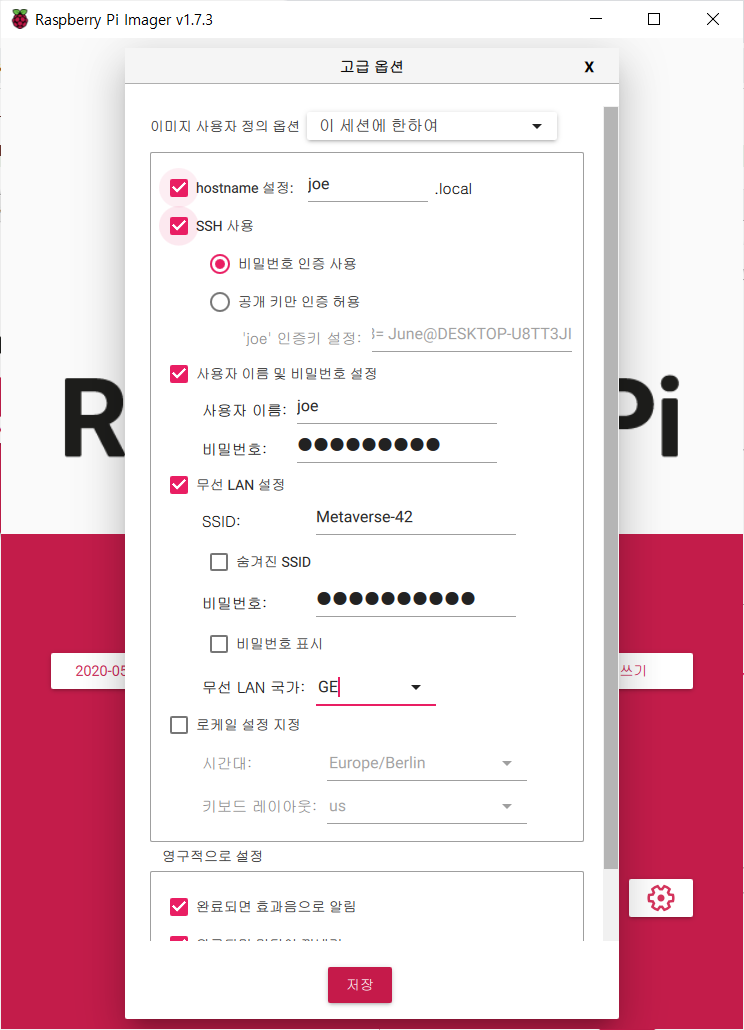 Raspberry Pi Imager v1.7.3
고급 옵션
X
이미지 사용자 정의 옵션 이 세션에 한하여
hostname 설정: joe .local
SSH 사용
비밀번호 인증 사용
공개 키만 인증 허용
'joe' 인증키 설정: 3= June@DESKTOP-U8TT3JI
사용자 이름 및 비밀번호 설정
사용자 이름: joe
비밀번호: ●●●●●●●●●
무선 LAN 설정
SSID: Metaverse-42
숨겨진 SSID
비밀번호: ●●●●●●●●●●
비밀번호 표시
2020-05 쓰기
무선 LAN 국가: GE
로케일 설정 지정
시간대: Europe/Berlin
키보드 레이아웃: us
영구적으로 설정
완료되면 효과음으로 알림
저장
R Pi